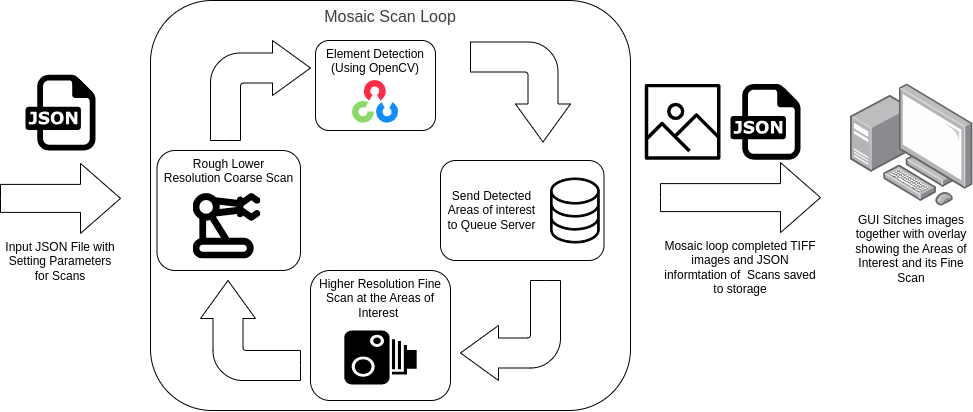 Mosaic Scan Loop
JSON
Input JSON File with
Setting Parameters
for Scans
Rough Lower
Resolution Coarse Scan
Element Detection
(Using OpenCV)
Send Detected
Areas of interest
to Queue Server
Higher Resolution Fine
Scan at the Areas of
Interest
JSON
Mosaic loop completed TIFF
images and JSON
information of  Scans saved
to storage
GUI Sitches images
together with overlay
showing the Areas of
Interest and its Fine
Scan